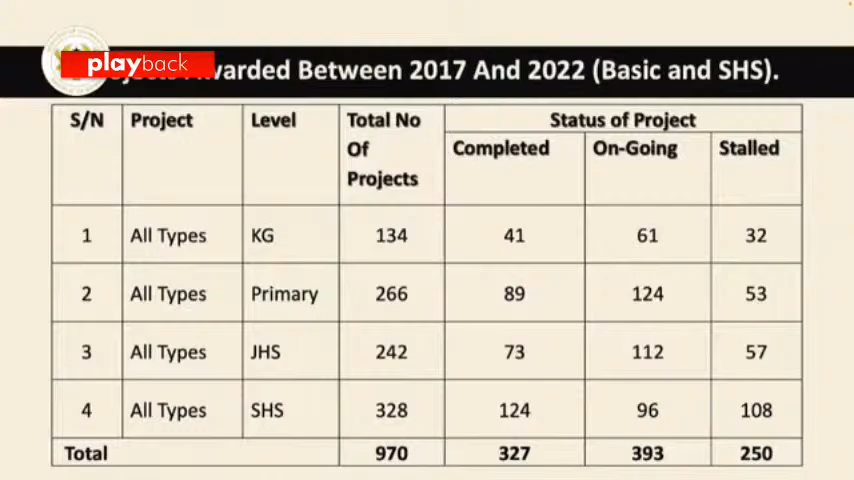 playback
Awarded Between 2017 And 2022 (Basic and SHS).
S/N Project Level Total No Of Projects Status of Project
Completed On-Going Stalled
1 All Types KG 134 41 61 32
2 All Types Primary 266 89 124 53
3 All Types JHS 242 73 112 57
4 All Types SHS 328 124 96 108
Total 970 327 393 250